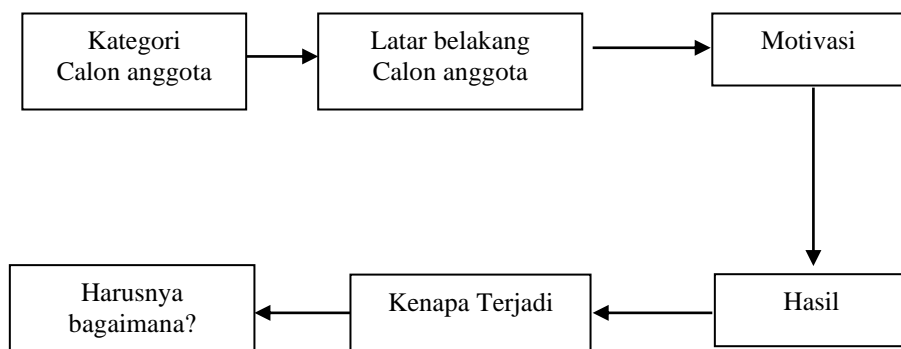 Kategori
Calon anggota
Latar belakang
Calon anggota
Motivasi
Harusnya
bagaimana?
Kenapa Terjadi
Hasil